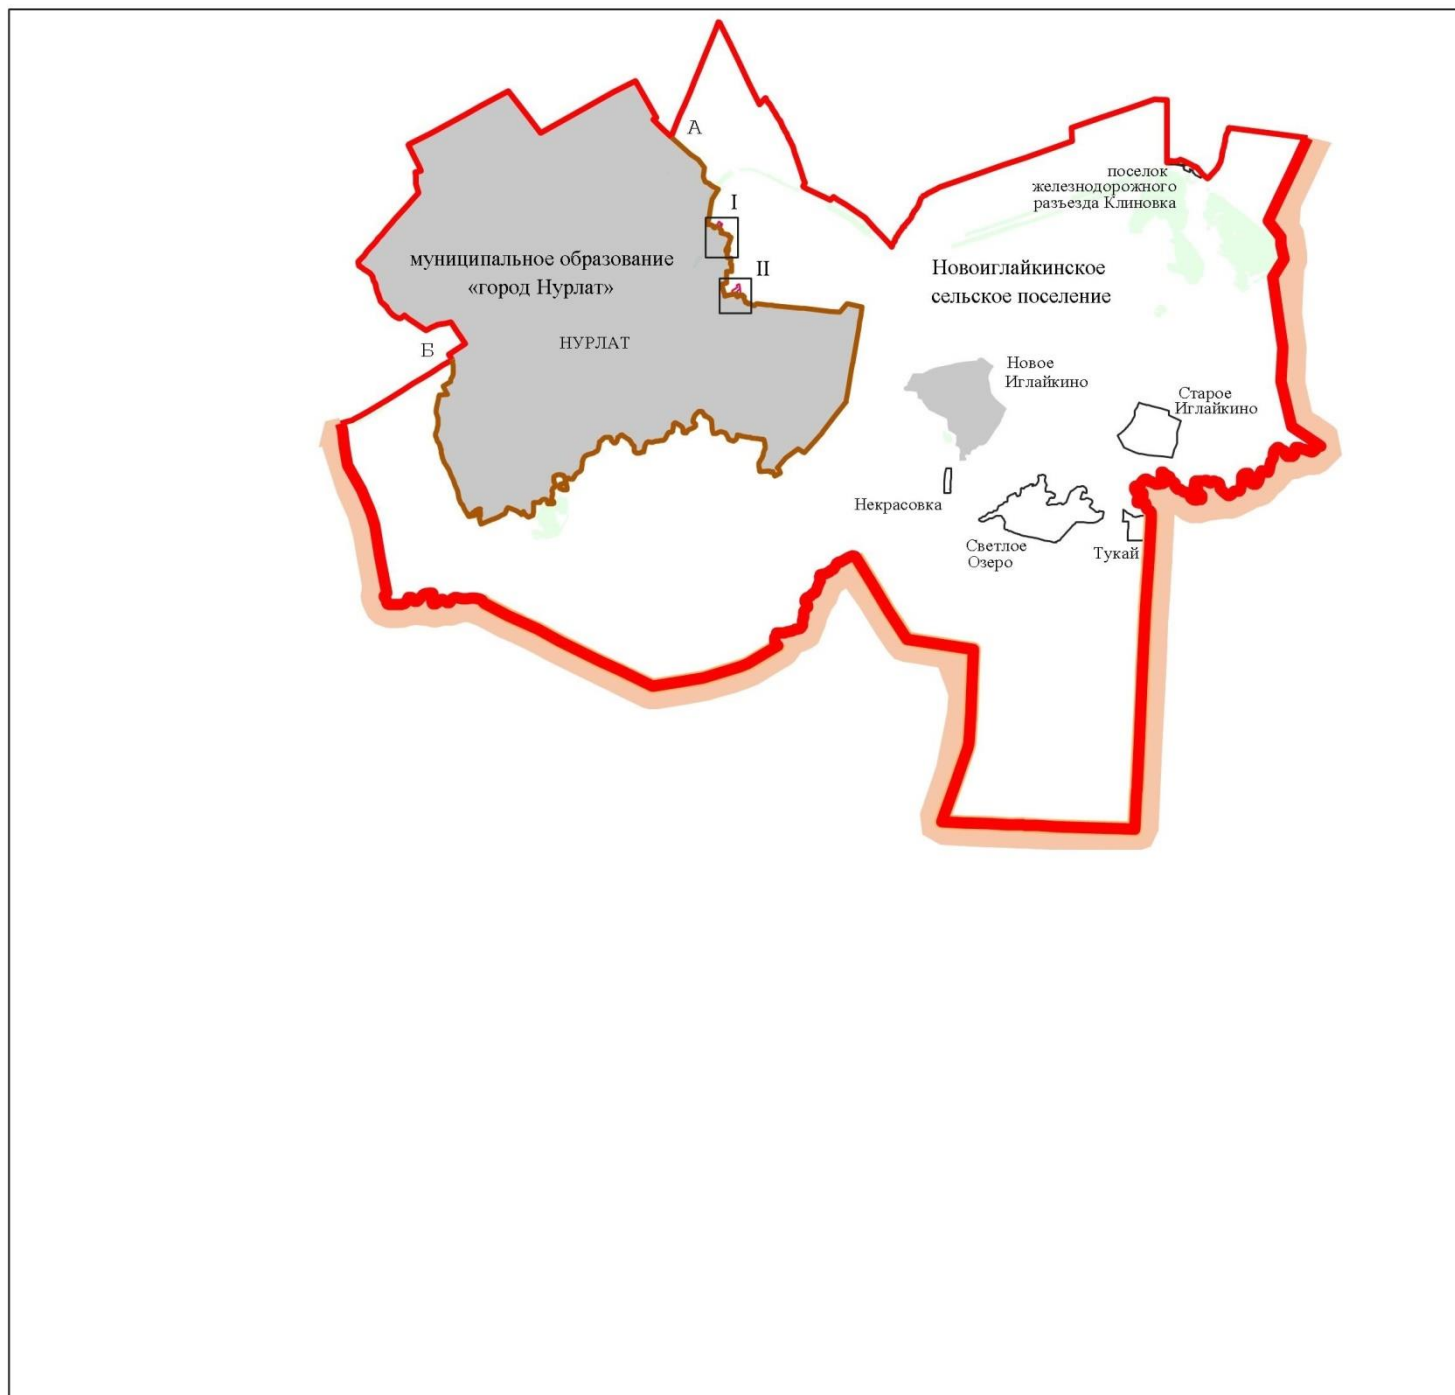 А
поселок
железнодорожного
разъезда Клиновка
I
муниципальное образование
«город Нурлат»
II
Новоиглайкинское
сельское поселение
Б
НУРЛАТ
Новое
Иглайкино
Старое
Иглайкино
Некрасовка
Светлое
Озеро
Тукай